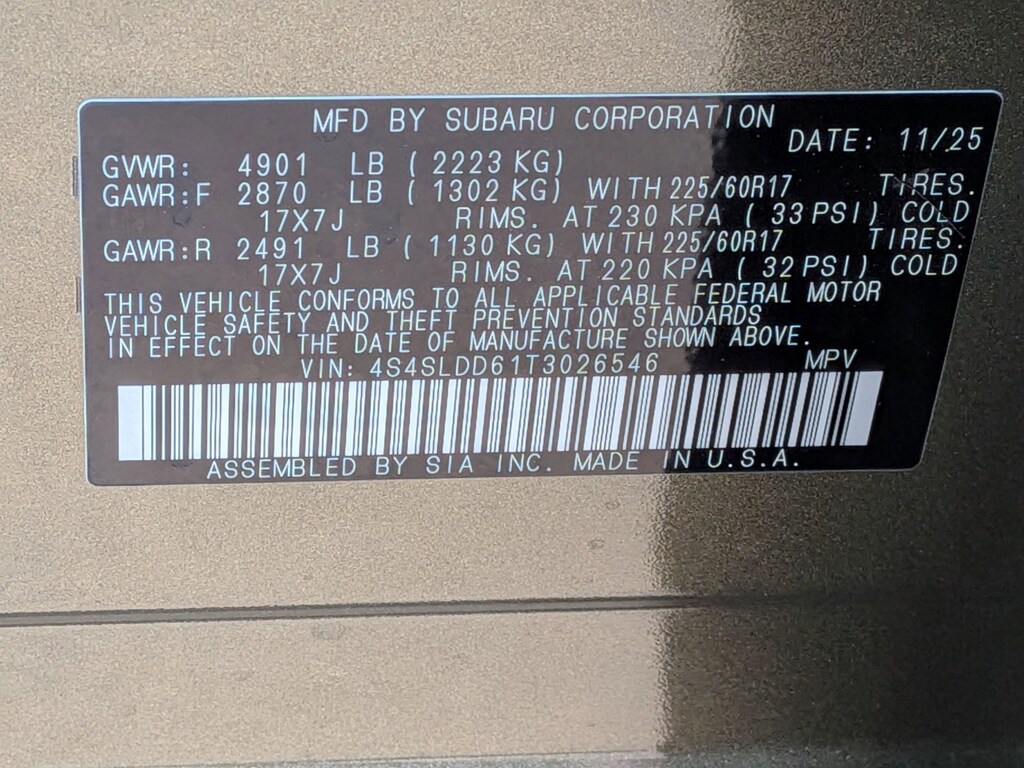 MFD BY SUBARU CORPORATION
DATE: 11/25
GVWR: 4901 LB ( 2223 KG)
GAWR:F 2870 LB ( 1302 KG) WITH 225/60R17 TIRES.
17X7J RIMS. AT 230 KPA ( 33 PSI) COLD
GAWR:R 2491 LB ( 1130 KG) WITH 225/60R17 TIRES.
17X7J RIMS. AT 220 KPA ( 32 PSI) COLD
THIS VEHICLE CONFORMS TO ALL APPLICABLE FEDERAL MOTOR
VEHICLE SAFETY AND THEFT PREVENTION STANDARDS
IN EFFECT ON THE DATE OF MANUFACTURE SHOWN ABOVE.
VIN: 4S4SLDD61T3026546 MPV
ASSEMBLED BY SIA INC. MADE IN U.S.A.